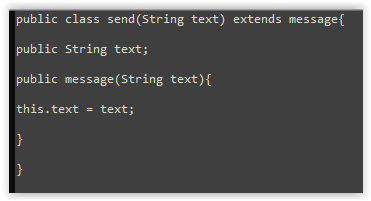 public class send(String text) extends message{
public String text;
public message(String text){
this.text = text;
}
}